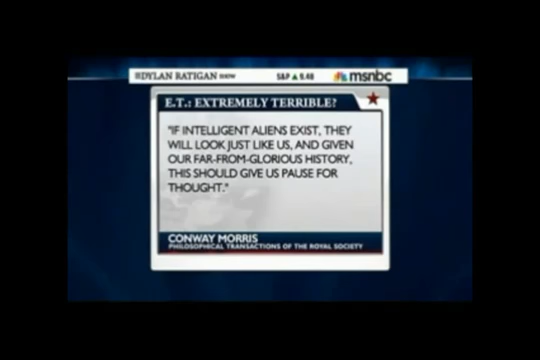 THE DYLAN RATIGAN SHOW S&P ▲ 9.48 msnbc
E.T.: EXTREMELY TERRIBLE?
"IF INTELLIGENT ALIENS EXIST, THEY
WILL LOOK JUST LIKE US, AND GIVEN
OUR FAR-FROM-GLORIOUS HISTORY,
THIS SHOULD GIVE US PAUSE FOR
THOUGHT."
CONWAY MORRIS
PHILOSOPHICAL TRANSACTIONS OF THE ROYAL SOCIETY